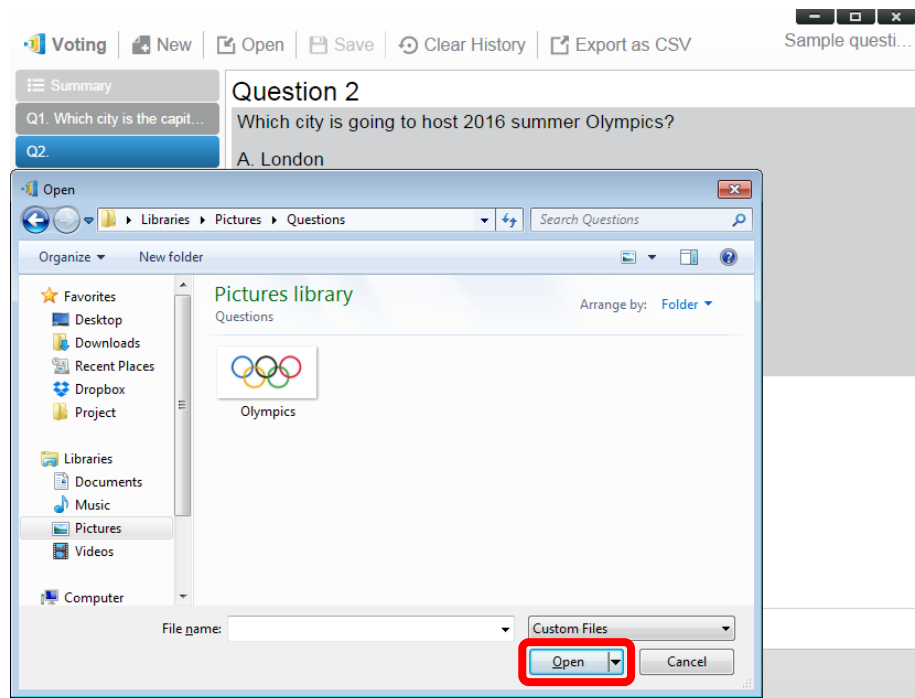 Voting New Open Save Clear History Export as CSV Sample questi...
Summary
Q1. Which city is the capit...
Q2.
Question 2
Which city is going to host 2016 summer Olympics?
A. London
Open
Libraries Pictures Questions Search Questions
Organize New folder
Favorites
Desktop
Downloads
Recent Places
Dropbox
Project
Libraries
Documents
Music
Pictures
Videos
Computer
Pictures library
Questions
Arrange by: Folder
Olympics
File name: Custom Files
Open Cancel